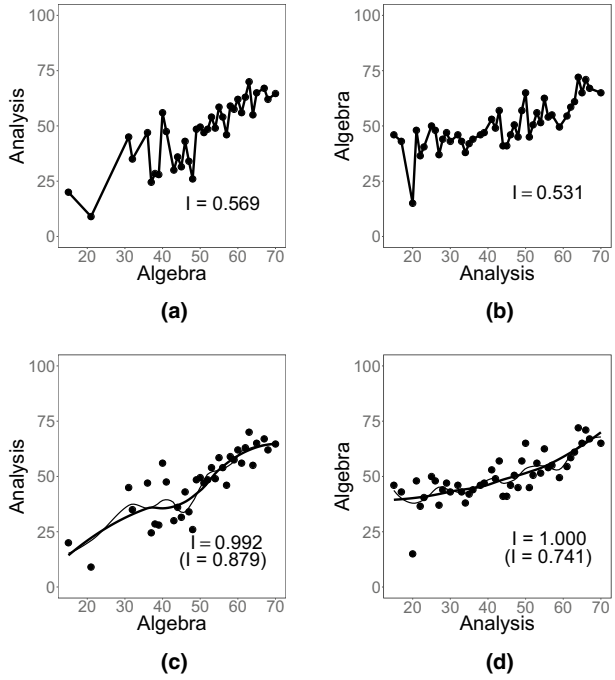 100
75
50
25
0
Analysis
I = 0.569
20 30 40 50 60 70
Algebra
(a)
100
75
50
25
0
Algebra
I = 0.531
20 30 40 50 60 70
Analysis
(b)
100
75
50
25
0
Analysis
I = 0.992
(I = 0.879)
20 30 40 50 60 70
Algebra
(c)
100
75
50
25
0
Algebra
I = 1.000
(I = 0.741)
20 30 40 50 60 70
Analysis
(d)